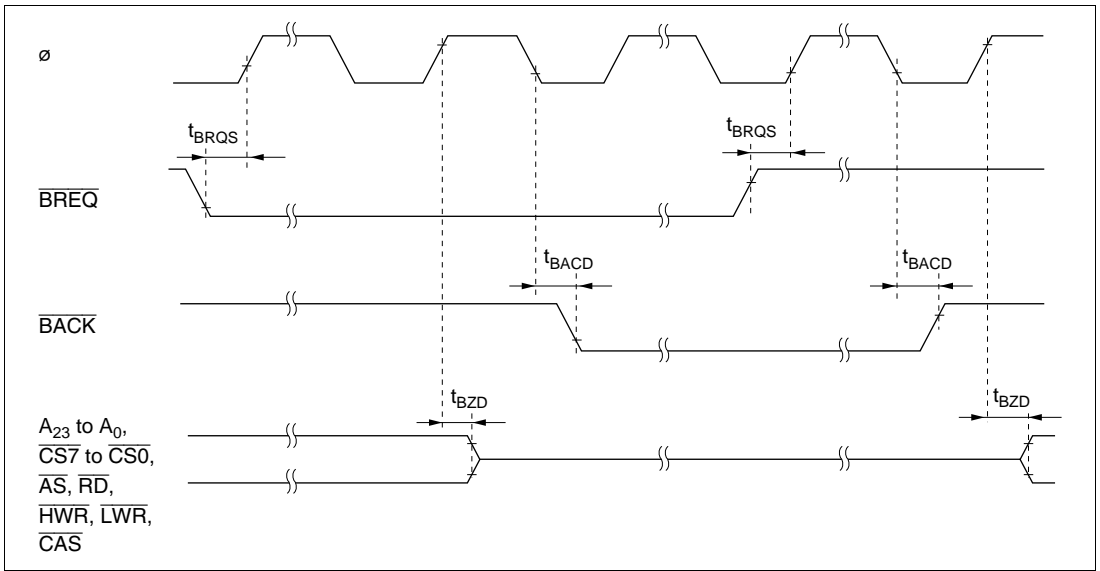 ø
tBRQS
tBRQS
BREQ
tBACD
tBACD
BACK
tBZD
tBZD
A23 to A0,
CS7 to CS0,
AS, RD,
HWR, LWR,
CAS